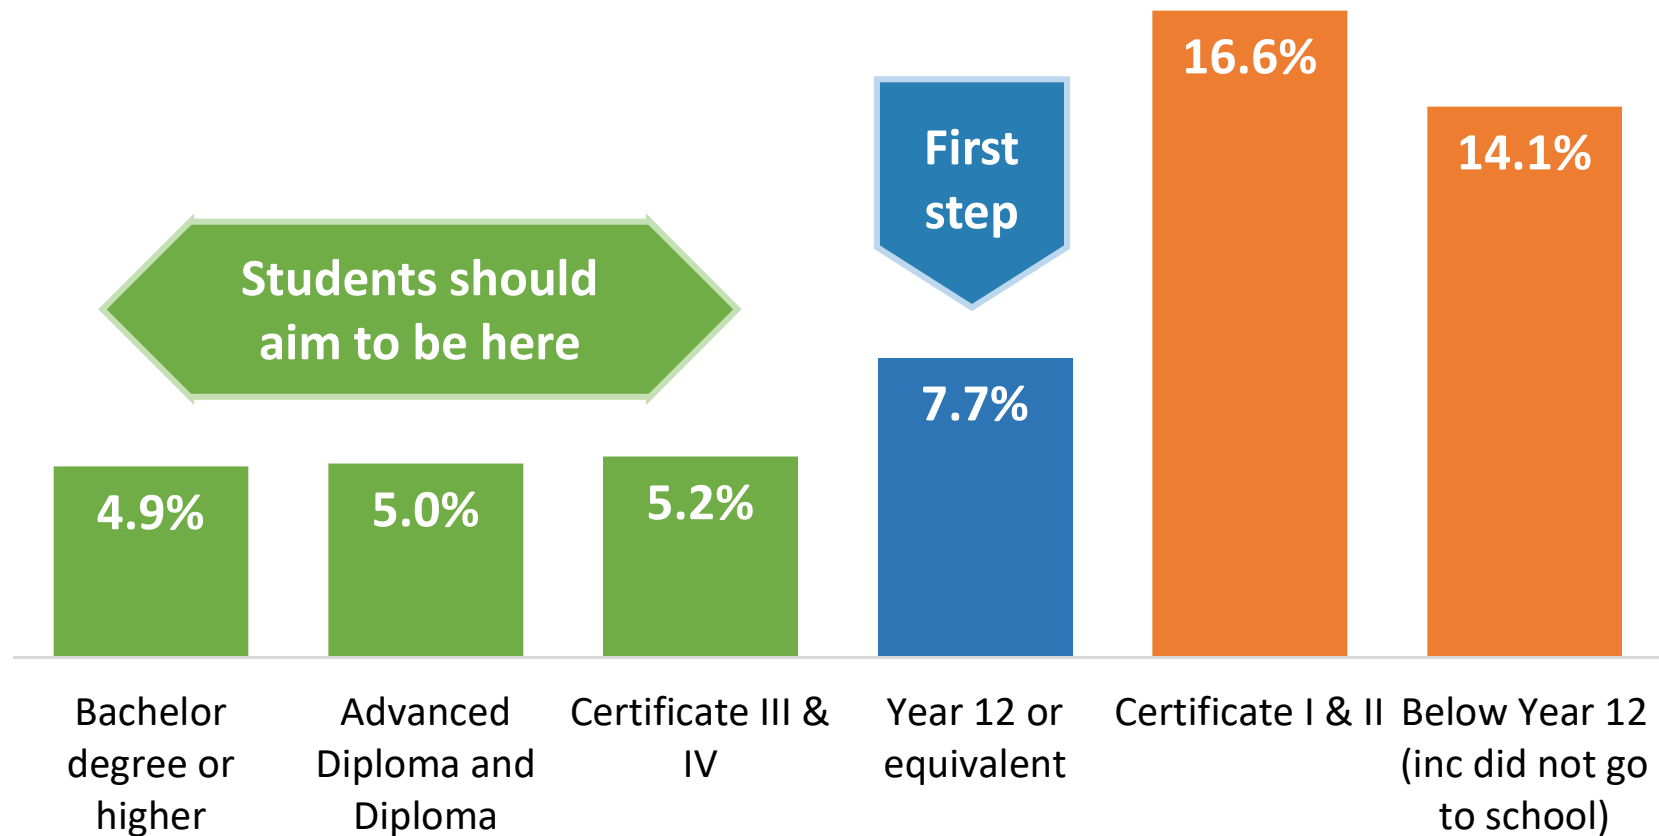 16.6%
First
step
14.1%
Students should
aim to be here
7.7%
4.9%
5.0%
5.2%
Bachelor
degree or
higher
Advanced
Diploma and
Diploma
Certificate III &
IV
Year 12 or
equivalent
Certificate I & II
Below Year 12
(inc did not go
to school)